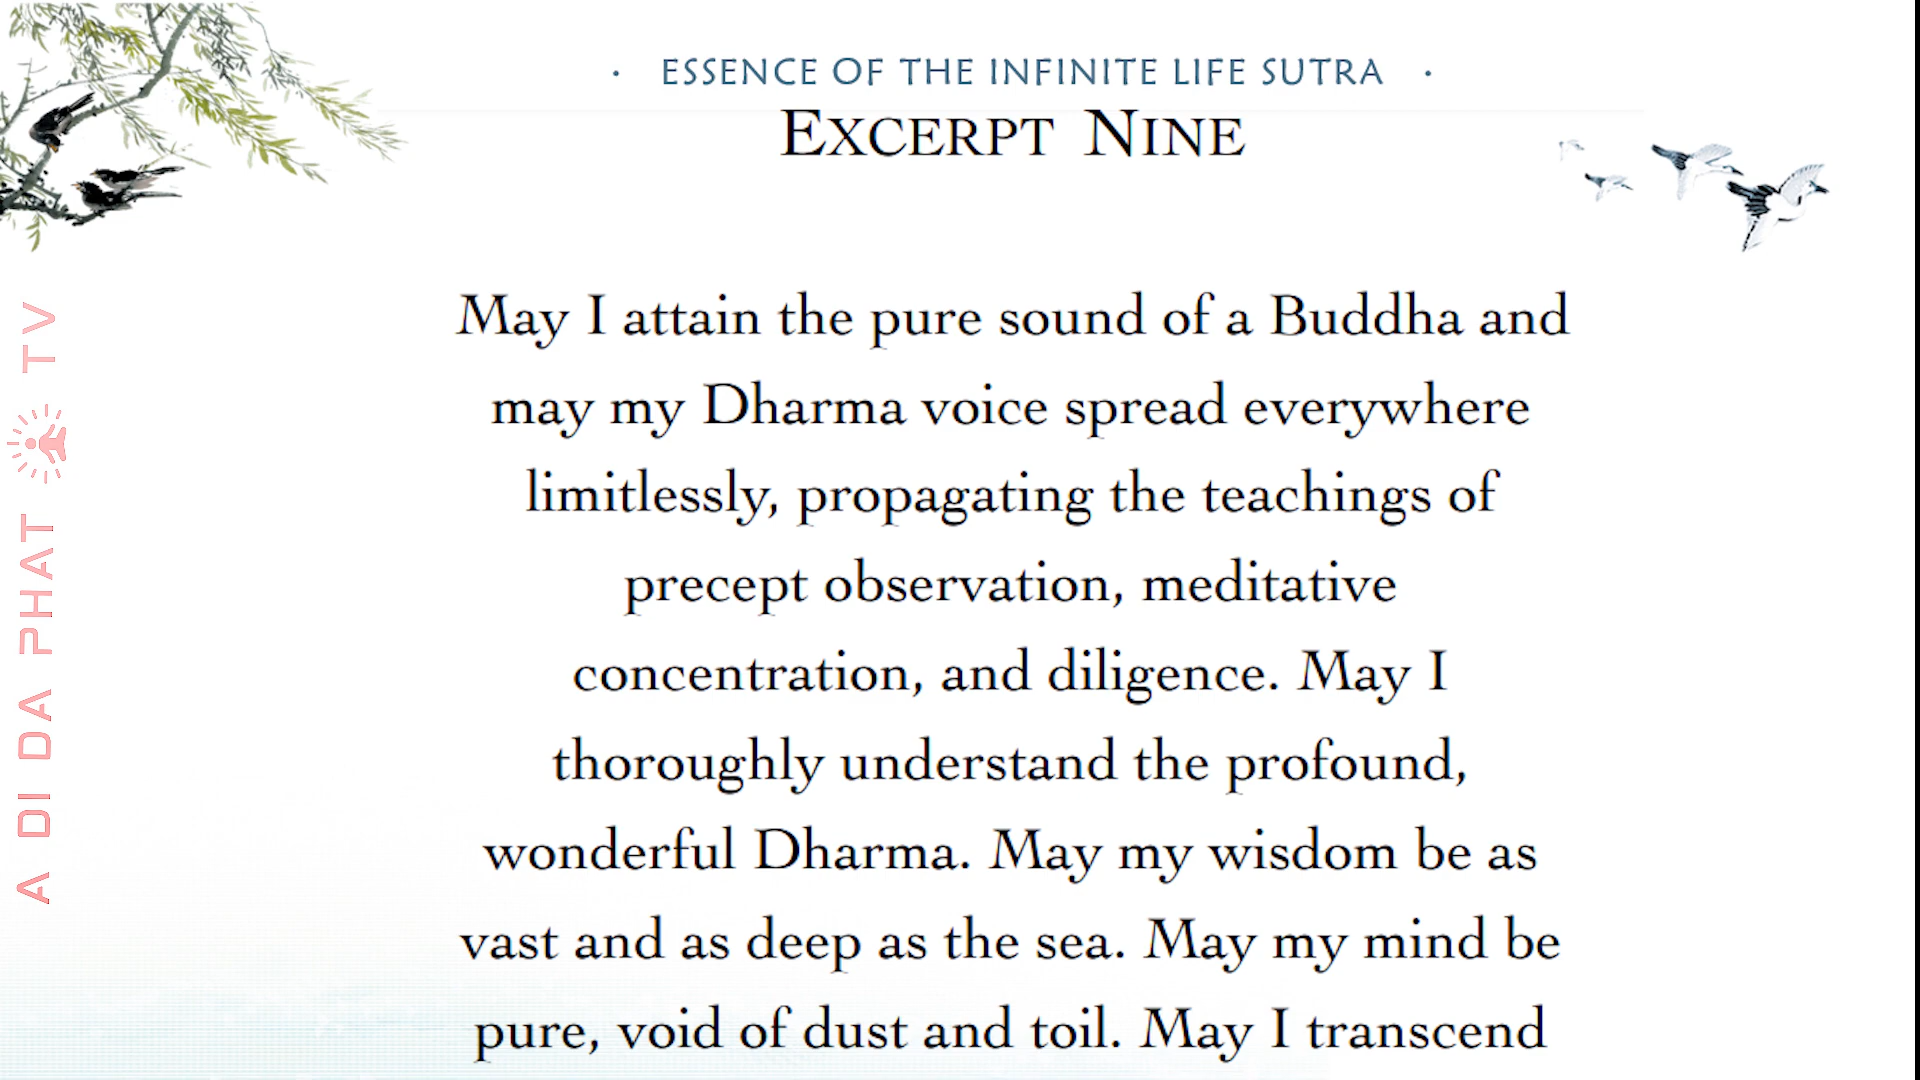 · ESSENCE OF THE INFINITE LIFE SUTRA ·
EXCERPT NINE
May I attain the pure sound of a Buddha and
may my Dharma voice spread everywhere
limitlessly, propagating the teachings of
precept observation, meditative
concentration, and diligence. May I
thoroughly understand the profound,
wonderful Dharma. May my wisdom be as
vast and as deep as the sea. May my mind be
pure, void of dust and toil. May I transcend
A DI DA PHAT TV